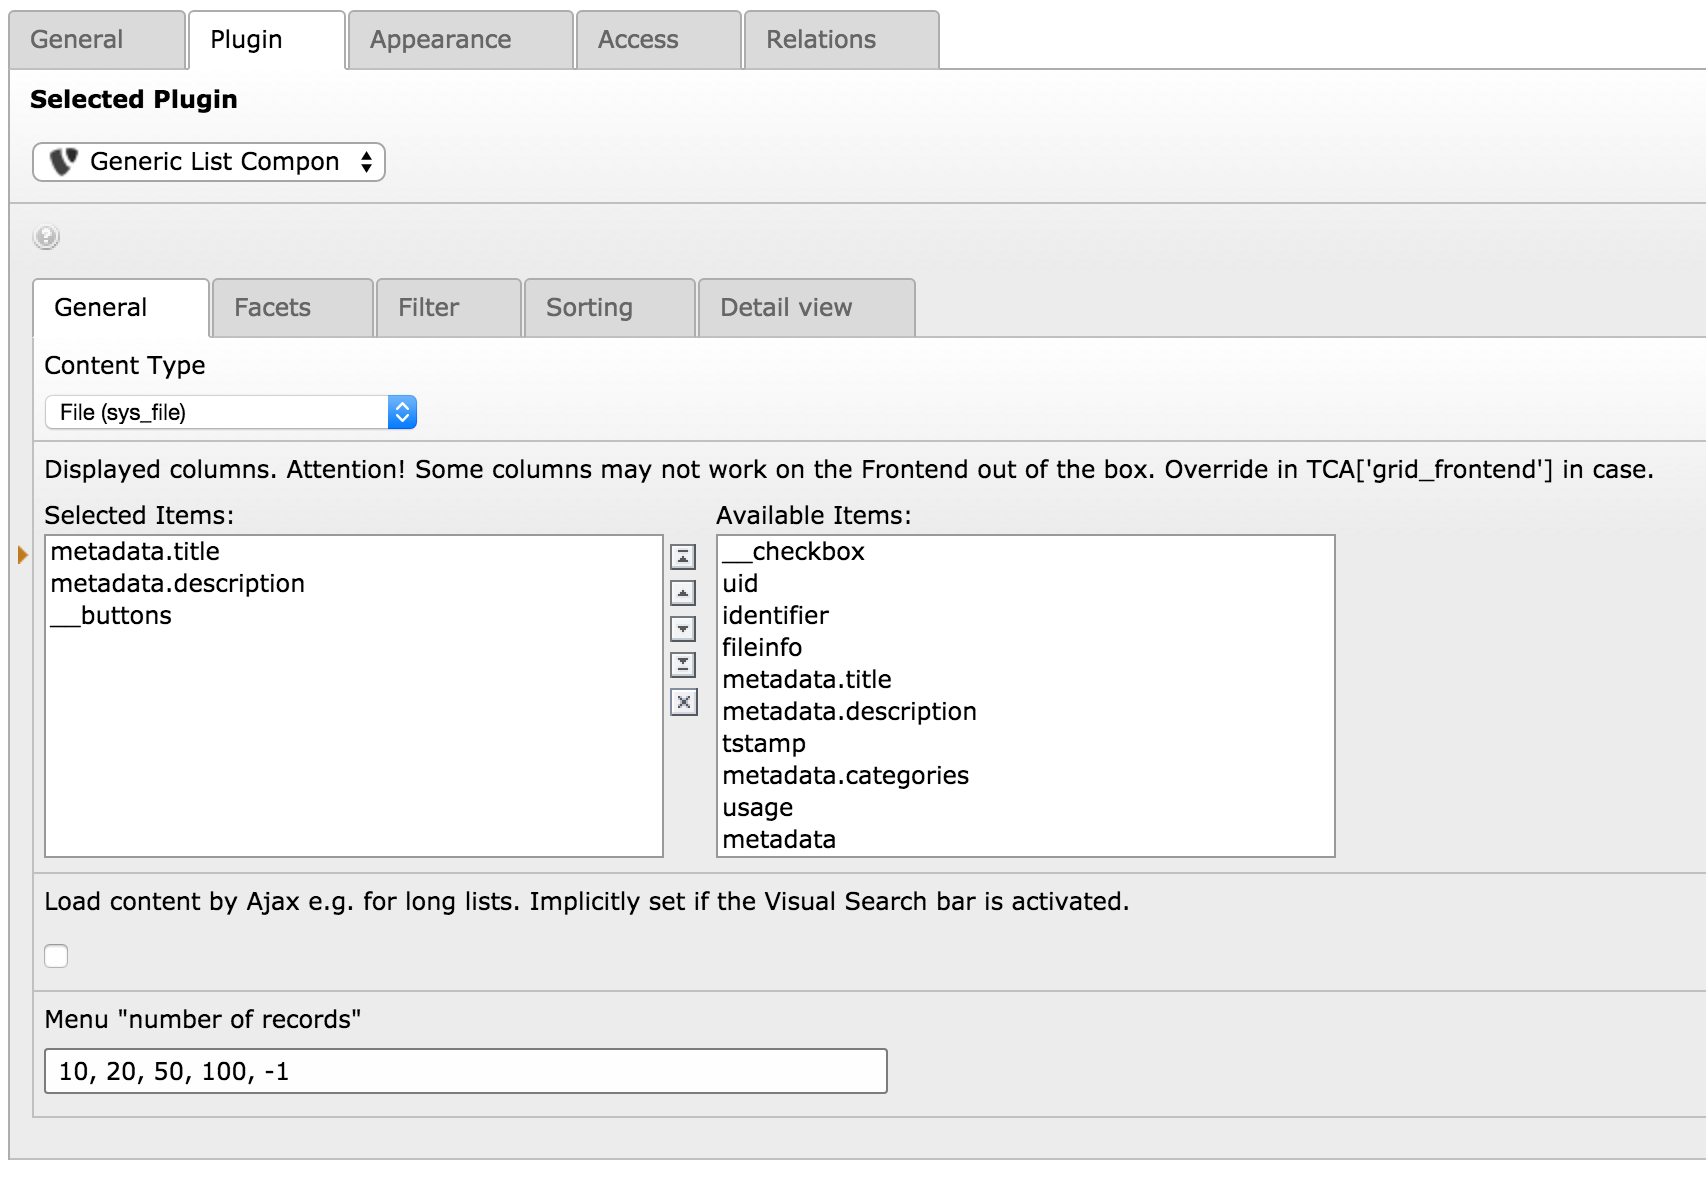 General Plugin Appearance Access Relations
Selected Plugin
Generic List Compon
General Facets Filter Sorting Detail view
Content Type
File (sys_file)
Displayed columns. Attention! Some columns may not work on the Frontend out of the box. Override in TCA['grid_frontend'] in case.
Selected Items:
metadata.title
metadata.description
__buttons
Available Items:
__checkbox
uid
identifier
fileinfo
metadata.title
metadata.description
tstamp
metadata.categories
usage
metadata
Load content by Ajax e.g. for long lists. Implicitly set if the Visual Search bar is activated.
Menu "number of records"
10, 20, 50, 100, -1